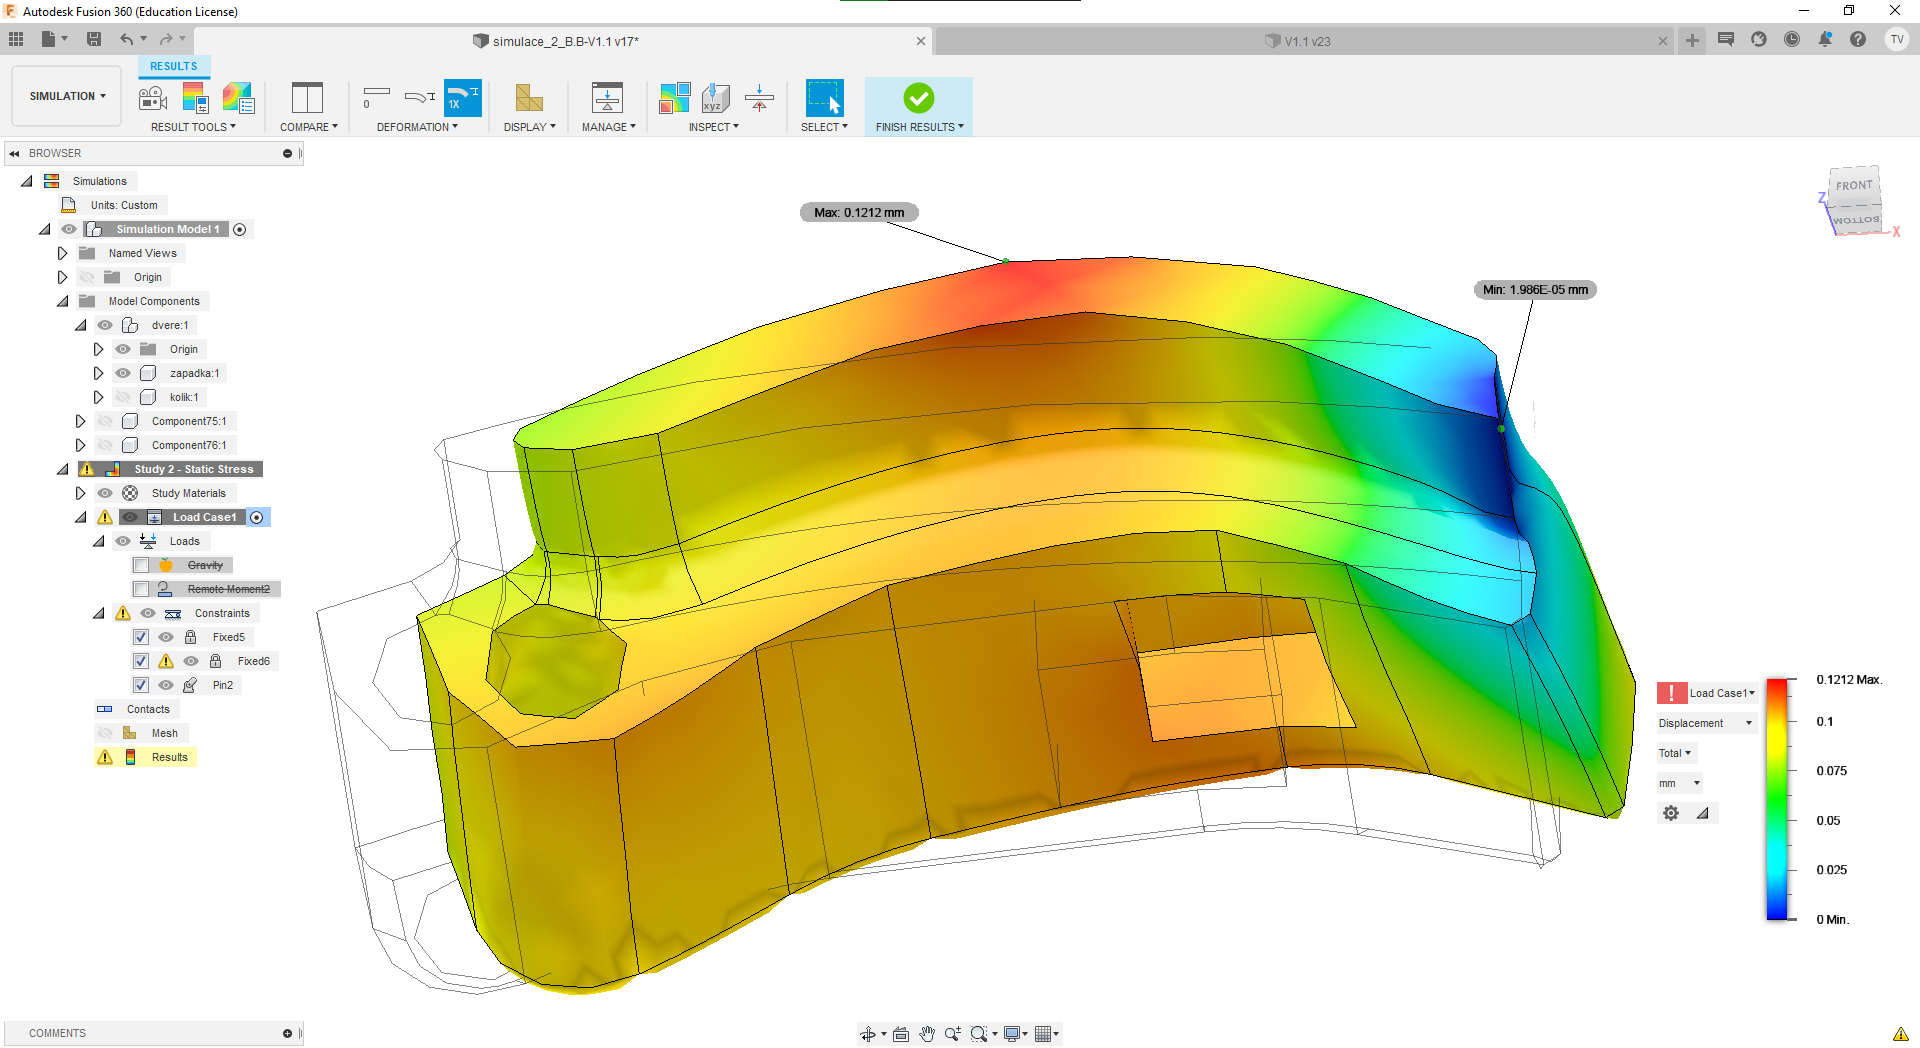 Autodesk Fusion 360 (Education License)
simulace_2_B.B-V1.1 v17*
V1.1 v23
TV
RESULTS
SIMULATION
RESULT TOOLS
COMPARE
0
1X
DEFORMATION
DISPLAY
MANAGE
xyz
INSPECT
SELECT
FINISH RESULTS
BROWSER
Simulations
Units: Custom
Simulation Model 1
Named Views
Origin
Model Components
dvere:1
Origin
zapadka:1
kolik:1
Component75:1
Component76:1
Study 2 - Static Stress
Study Materials
Load Case1
Loads
Gravity
Remote Moment2
Constraints
Fixed5
Fixed6
Pin2
Contacts
Mesh
Results
Max: 0.1212 mm
Min: 1.986E-05 mm
FRONT
BOTTOM
Z
X
Load Case1
Displacement
Total
mm
0.1212 Max.
0.1
0.075
0.05
0.025
0 Min.
COMMENTS